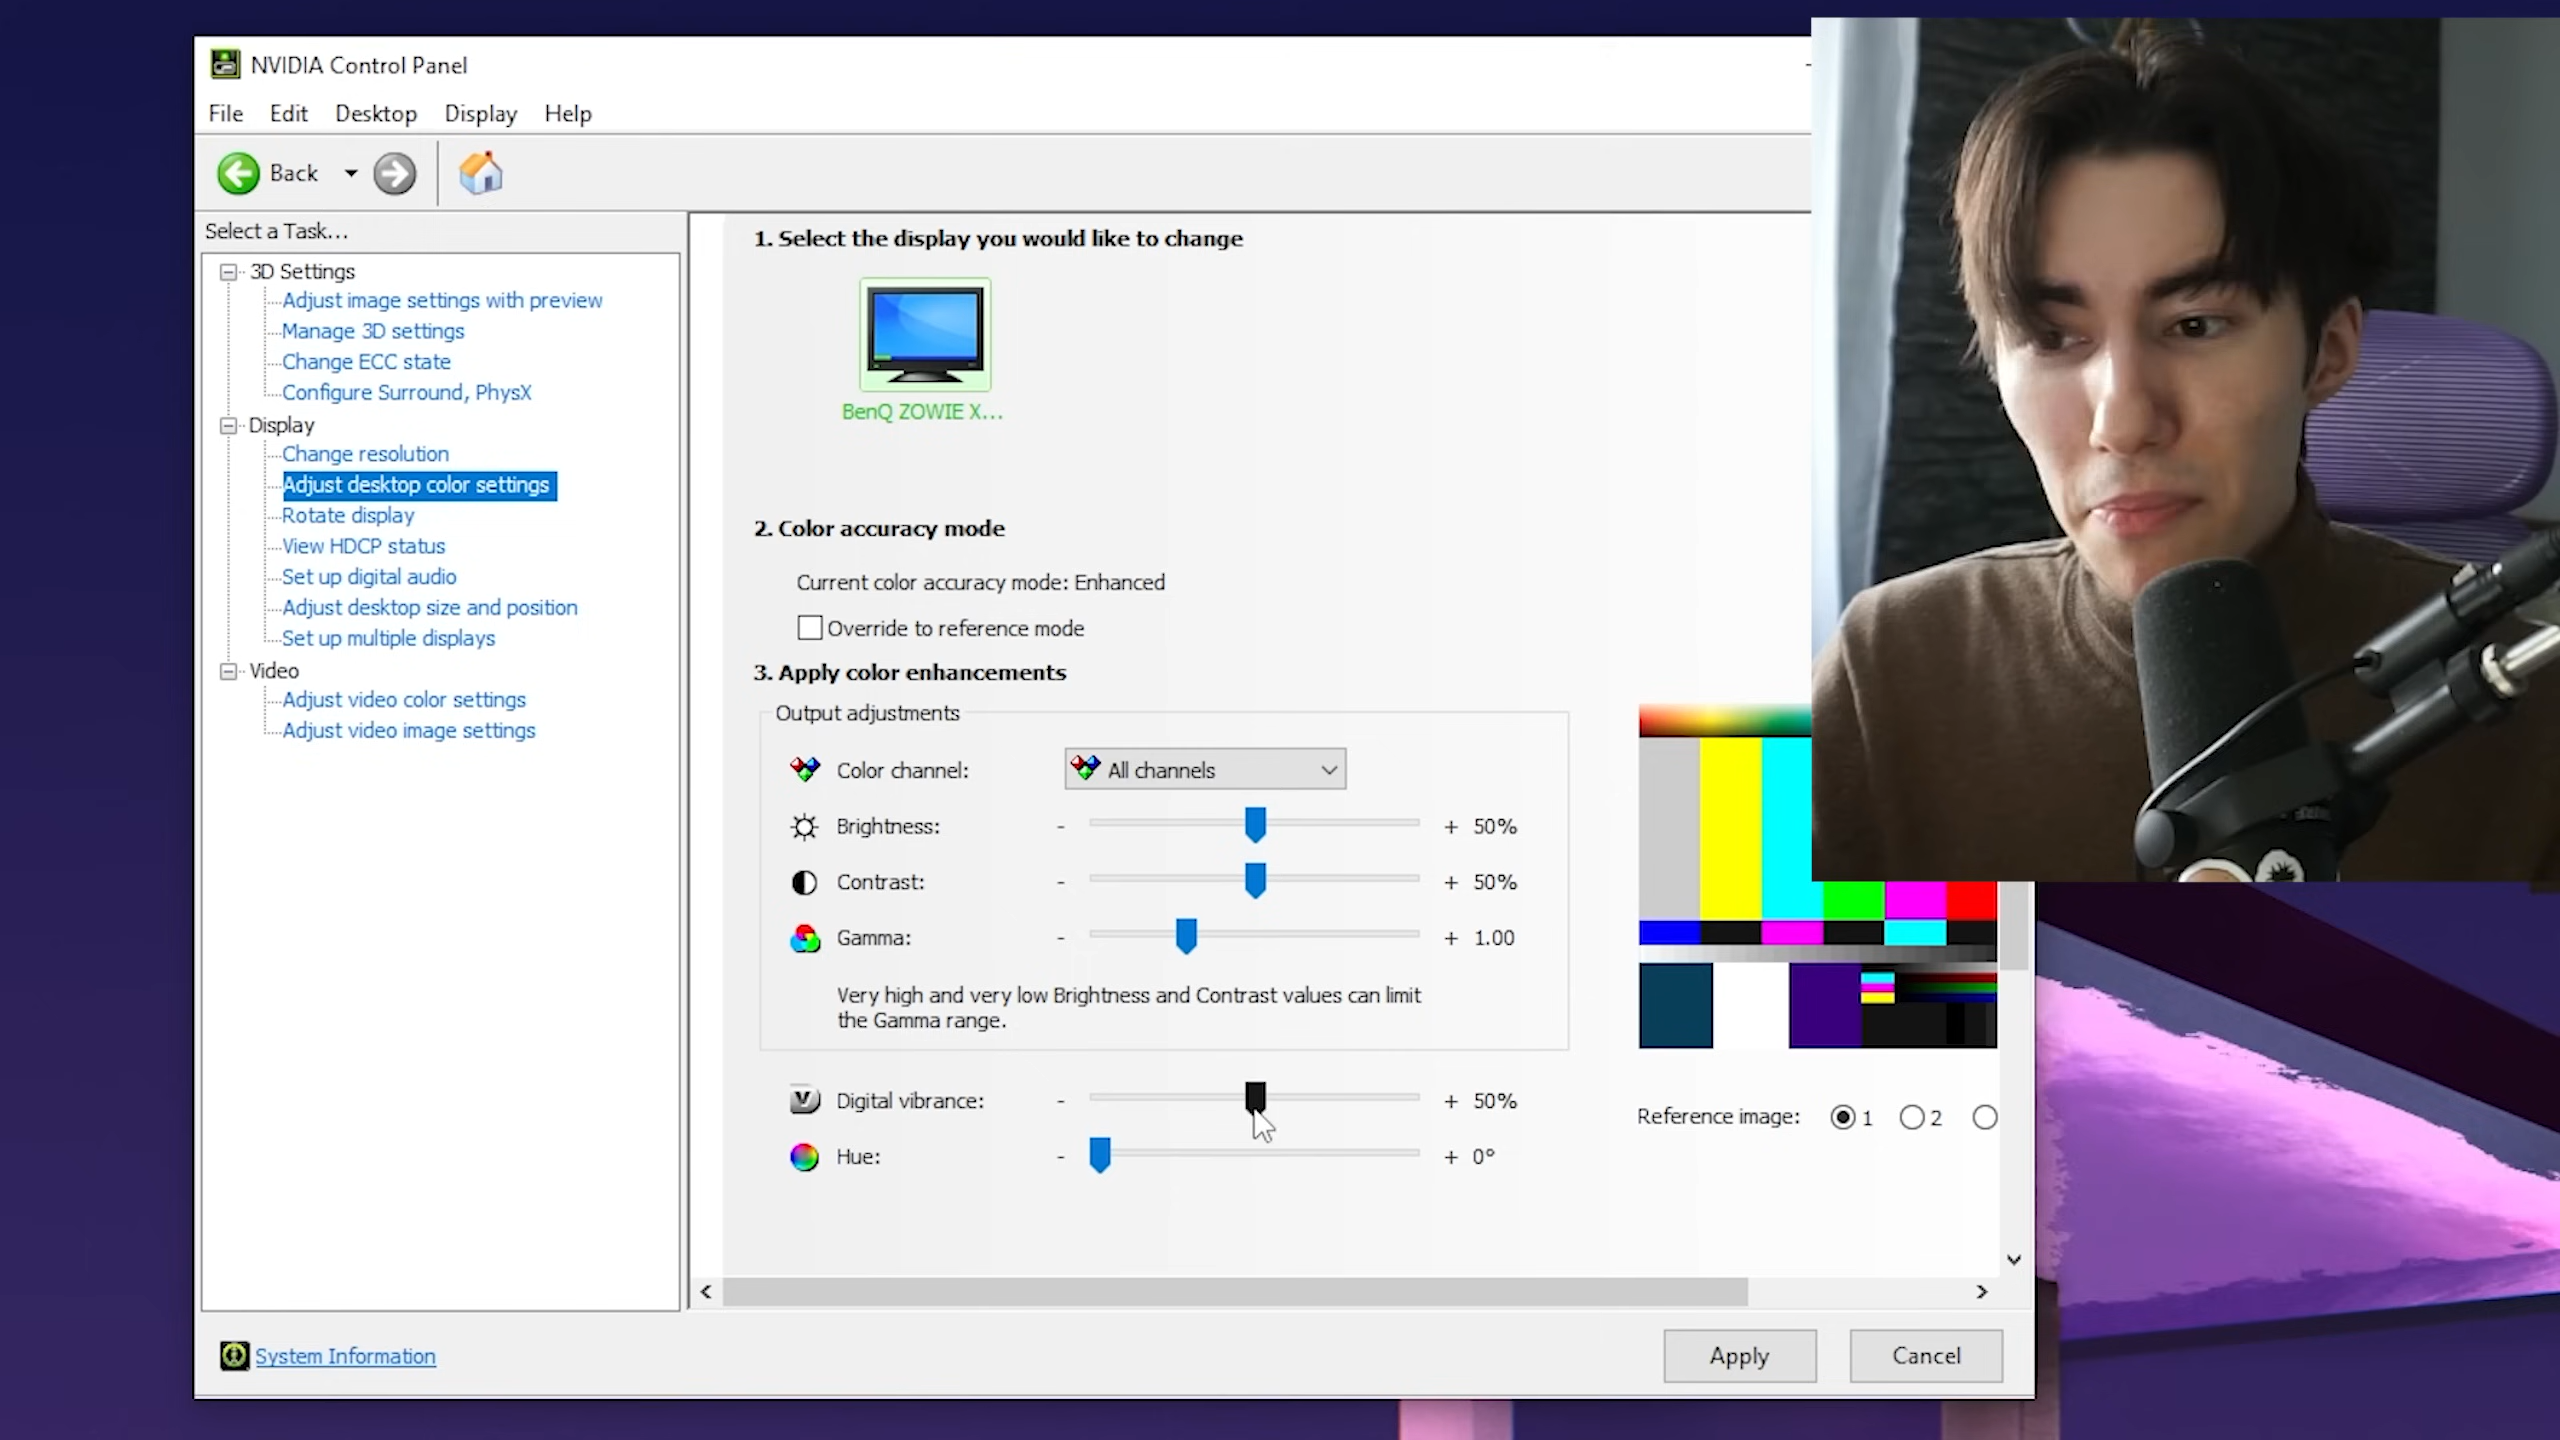 NVIDIA Control Panel
File Edit Desktop Display Help
Back
Select a Task...
3D Settings
Adjust image settings with preview
Manage 3D settings
Change ECC state
Configure Surround, PhysX
Display
Change resolution
Adjust desktop color settings
Rotate display
View HDCP status
Set up digital audio
Adjust desktop size and position
Set up multiple displays
Video
Adjust video color settings
Adjust video image settings
System Information
1. Select the display you would like to change
BenQ ZOWIE X...
2. Color accuracy mode
Current color accuracy mode: Enhanced
Override to reference mode
3. Apply color enhancements
Output adjustments
Color channel: All channels
Brightness: - + 50%
Contrast: - + 50%
Gamma: - + 1.00
Very high and very low Brightness and Contrast values can limit
the Gamma range.
Digital vibrance: - + 50%
Hue: - + 0°
Reference image: 1 2
Apply Cancel